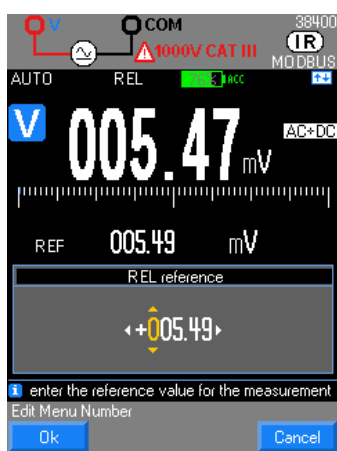 V COM 38400
1000V CAT III IR
MODBUS
AUTO REL ACC
V 005.47 mV AC+DC
REF 005.49 mV
REL reference
+005.49
enter the reference value for the measurement
Edit Menu Number
Ok Cancel